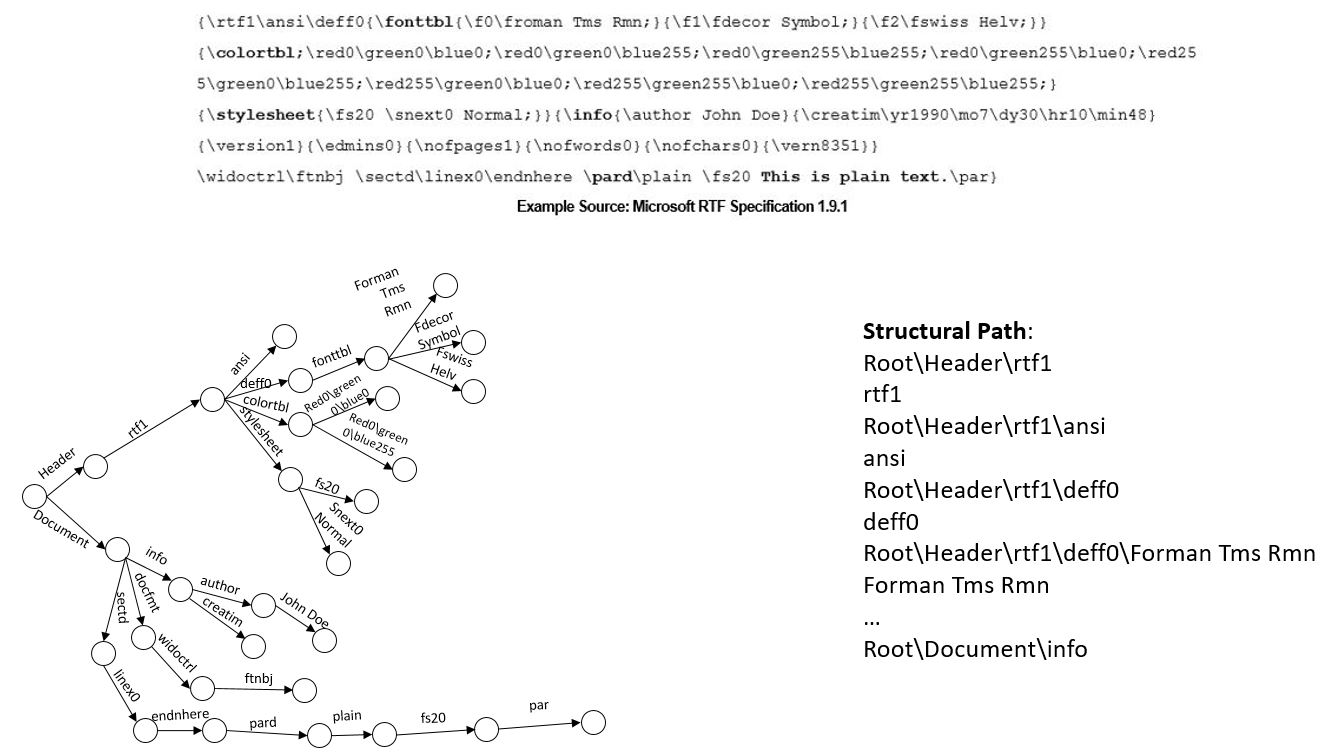 {\rtf1\ansi\deff0{\fonttbl{\f0\froman Tms Rmn;}{\f1\fdecor Symbol;}{\f2\fswiss Helv;}}
{\colortbl;\red0\green0\blue0;\red0\green0\blue255;\red0\green255\blue255;\red0\green255\blue0;\red25
5\green0\blue255;\red255\green0\blue0;\red255\green255\blue0;\red255\green255\blue255;}
{\stylesheet{\fs20 \snext0 Normal;}}{\info{\author John Doe}{\creatim\yr1990\mo7\dy30\hr10\min48}
{\version1}{\edmins0}{\nofpages1}{\nofwords0}{\nofchars0}{\vern8351}}
\widoctrl\ftnbj \sectd\linex0\endnhere \pard\plain \fs20 This is plain text.\par}
Example Source: Microsoft RTF Specification 1.9.1
Forman
Tms
Rmn
Fdecor
Symbol
Fswiss
Helv
ansi
fonttbl
deff0
colortbl
Red0\green
0\blue0
Red0\green
0\blue255
stylesheet
rtf1
Header
fs20
Snext0
Normal
Document
info
author
John Doe
creatim
docfmt
sectd
widoctrl
ftnbj
linex0
endnhere
pard
plain
fs20
par
Structural Path:
Root\Header\rtf1
rtf1
Root\Header\rtf1\ansi
ansi
Root\Header\rtf1\deff0
deff0
Root\Header\rtf1\deff0\Forman Tms Rmn
Forman Tms Rmn
...
Root\Document\info